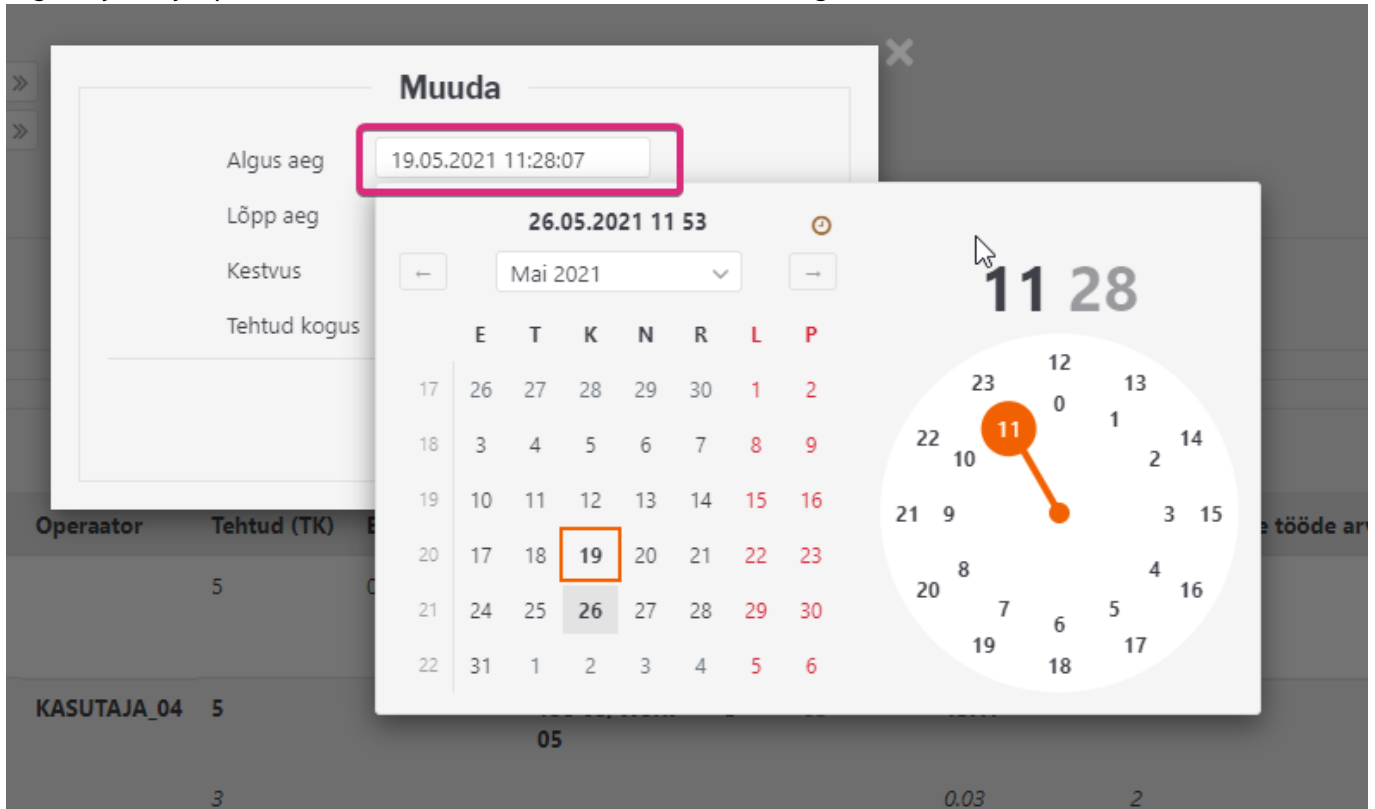 Muuda
Algus aeg 19.05.2021 11:28:07
Lõpp aeg
Kestvus
Tehtud kogus
26.05.2021 11 53
Mai 2021
E T K N R L P
17 26 27 28 29 30 1 2
18 3 4 5 6 7 8 9
19 10 11 12 13 14 15 16
20 17 18 19 20 21 22 23
21 24 25 26 27 28 29 30
22 31 1 2 3 4 5 6
11 28
12
23 13
0
11 1
22 14
10 2
21 9 3 15
8 4
20 16
7 5
6
19 17
18
Operaator Tehtud (TK) tööde
5
KASUTAJA_04 5
05
3 0.03 2